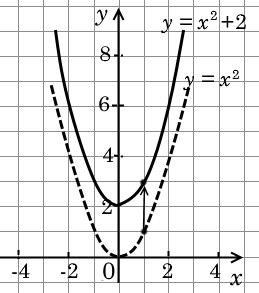 y
y = x²+2
8
y = x²
6
4
2
-4 -2 0 2 4 x